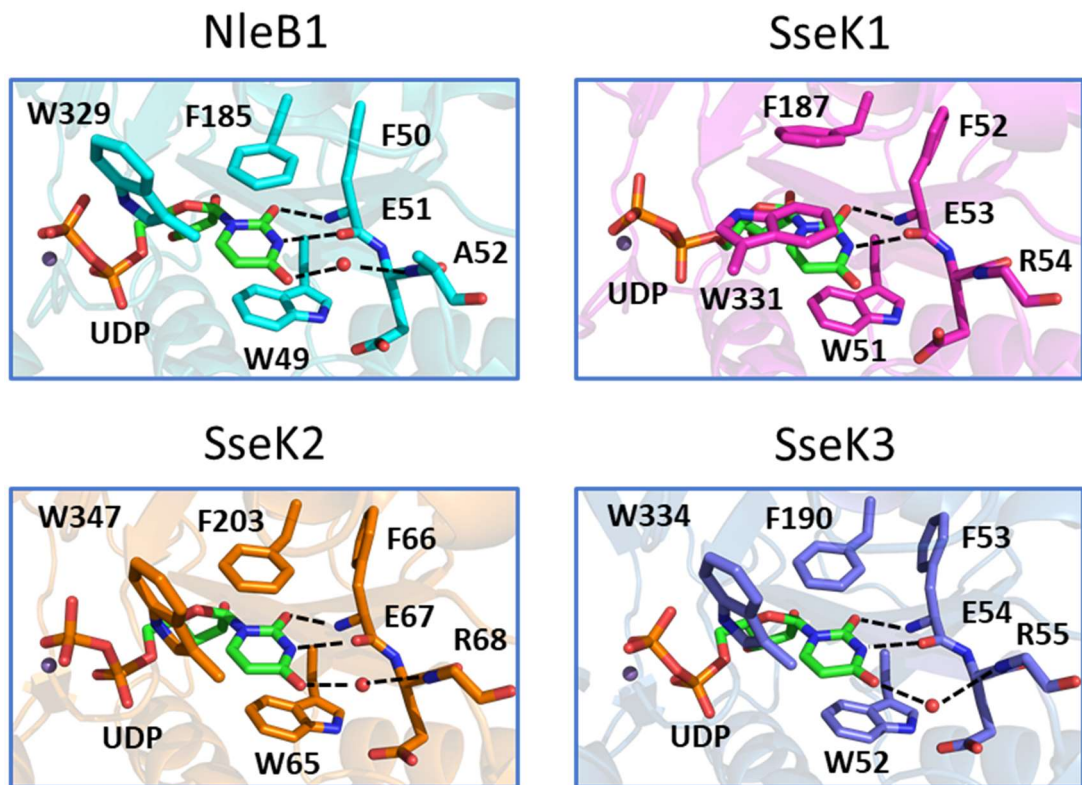 NleB1
W329
F185
F50
E51
A52
UDP
W49
SseK1
F187
F52
E53
R54
UDP
W331
W51
SseK2
W347
F203
F66
E67
R68
UDP
W65
SseK3
W334
F190
F53
E54
R55
UDP
W52